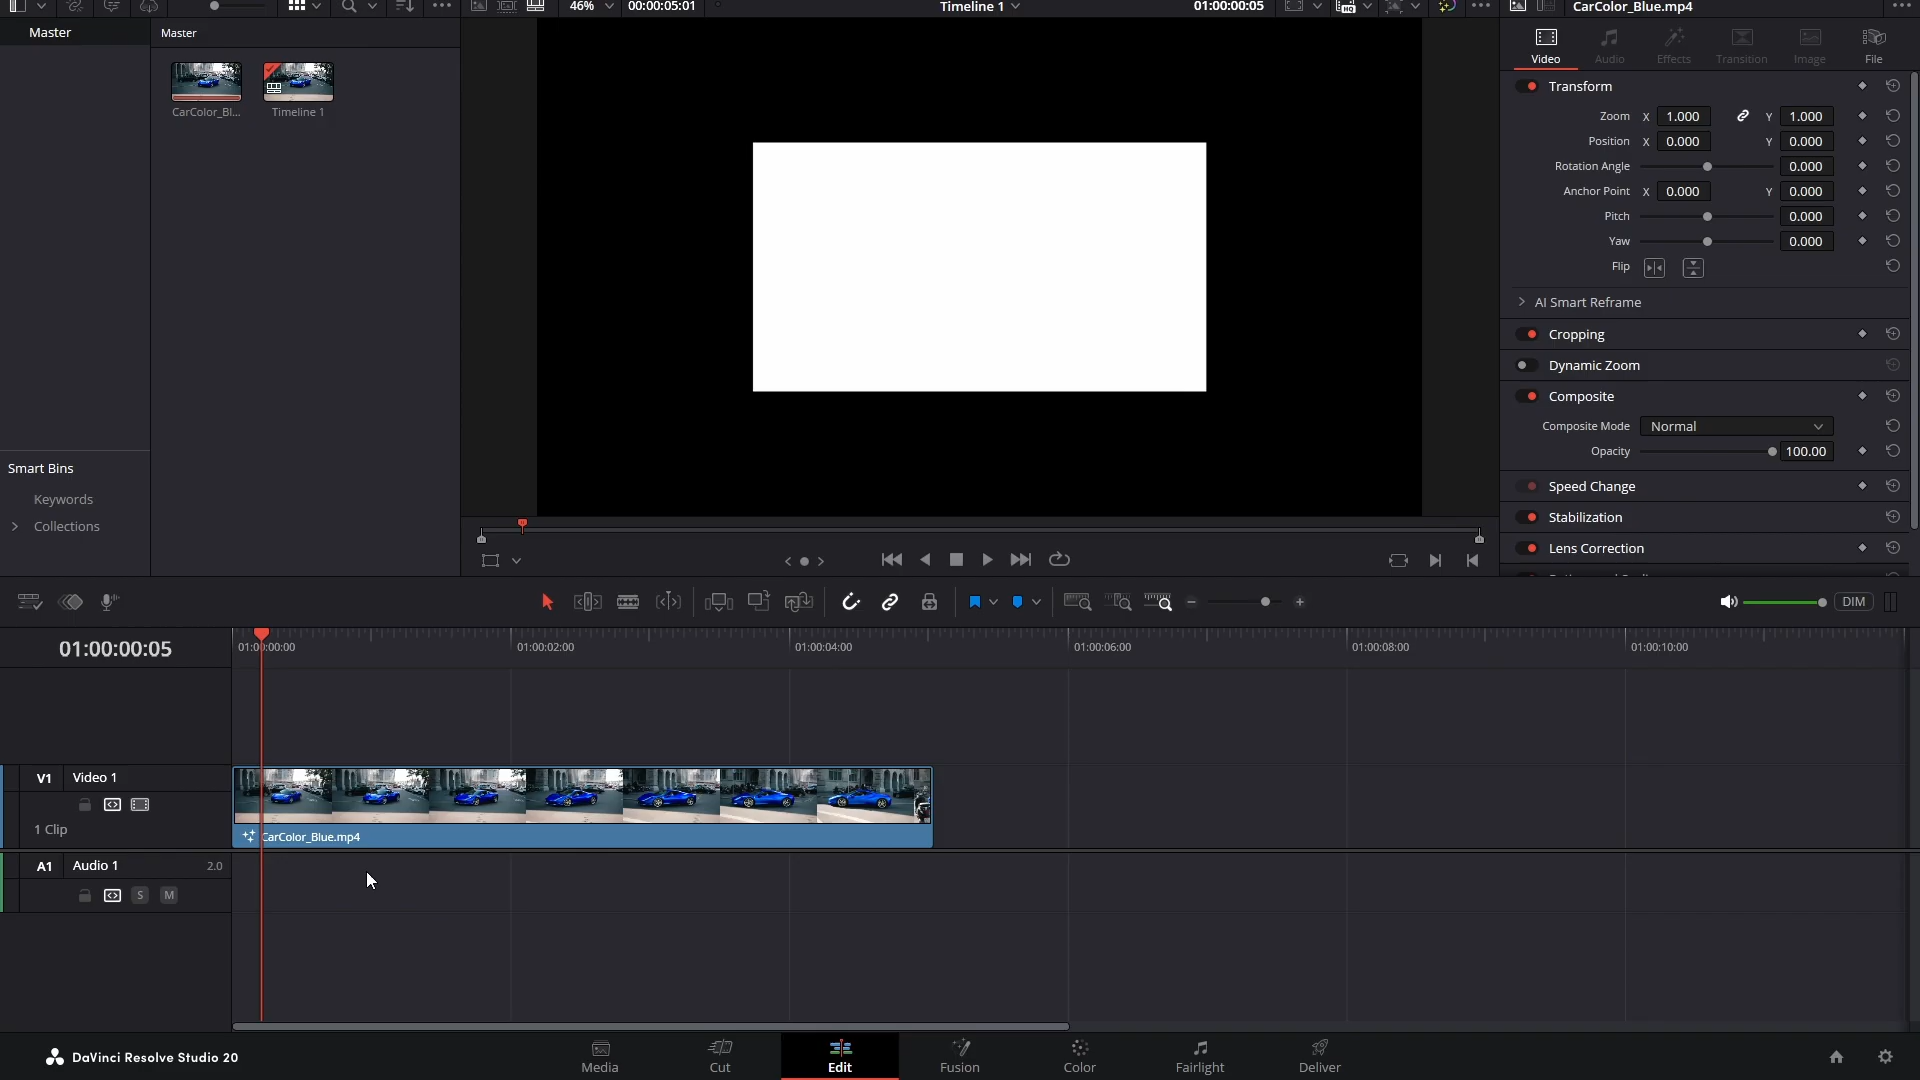 46%
00:00:05:01
Timeline 1
01:00:00:05
CarColor_Blue.mp4
Master
Master
CarColor_Bl...
Timeline 1
Smart Bins
Keywords
Collections
Video
Audio
Effects
Transition
Image
File
Transform
Zoom X 1.000 Y 1.000
Position X 0.000 Y 0.000
Rotation Angle 0.000
Anchor Point X 0.000 Y 0.000
Pitch 0.000
Yaw 0.000
Flip
AI Smart Reframe
Cropping
Dynamic Zoom
Composite
Composite Mode Normal
Opacity 100.00
Speed Change
Stabilization
Lens Correction
DIM
01:00:00:05
01:00:00:00
01:00:02:00
01:00:04:00
01:00:06:00
01:00:08:00
01:00:10:00
V1 Video 1
1 Clip
CarColor_Blue.mp4
A1 Audio 1 2.0
S M
DaVinci Resolve Studio 20
Media
Cut
Edit
Fusion
Color
Fairlight
Deliver